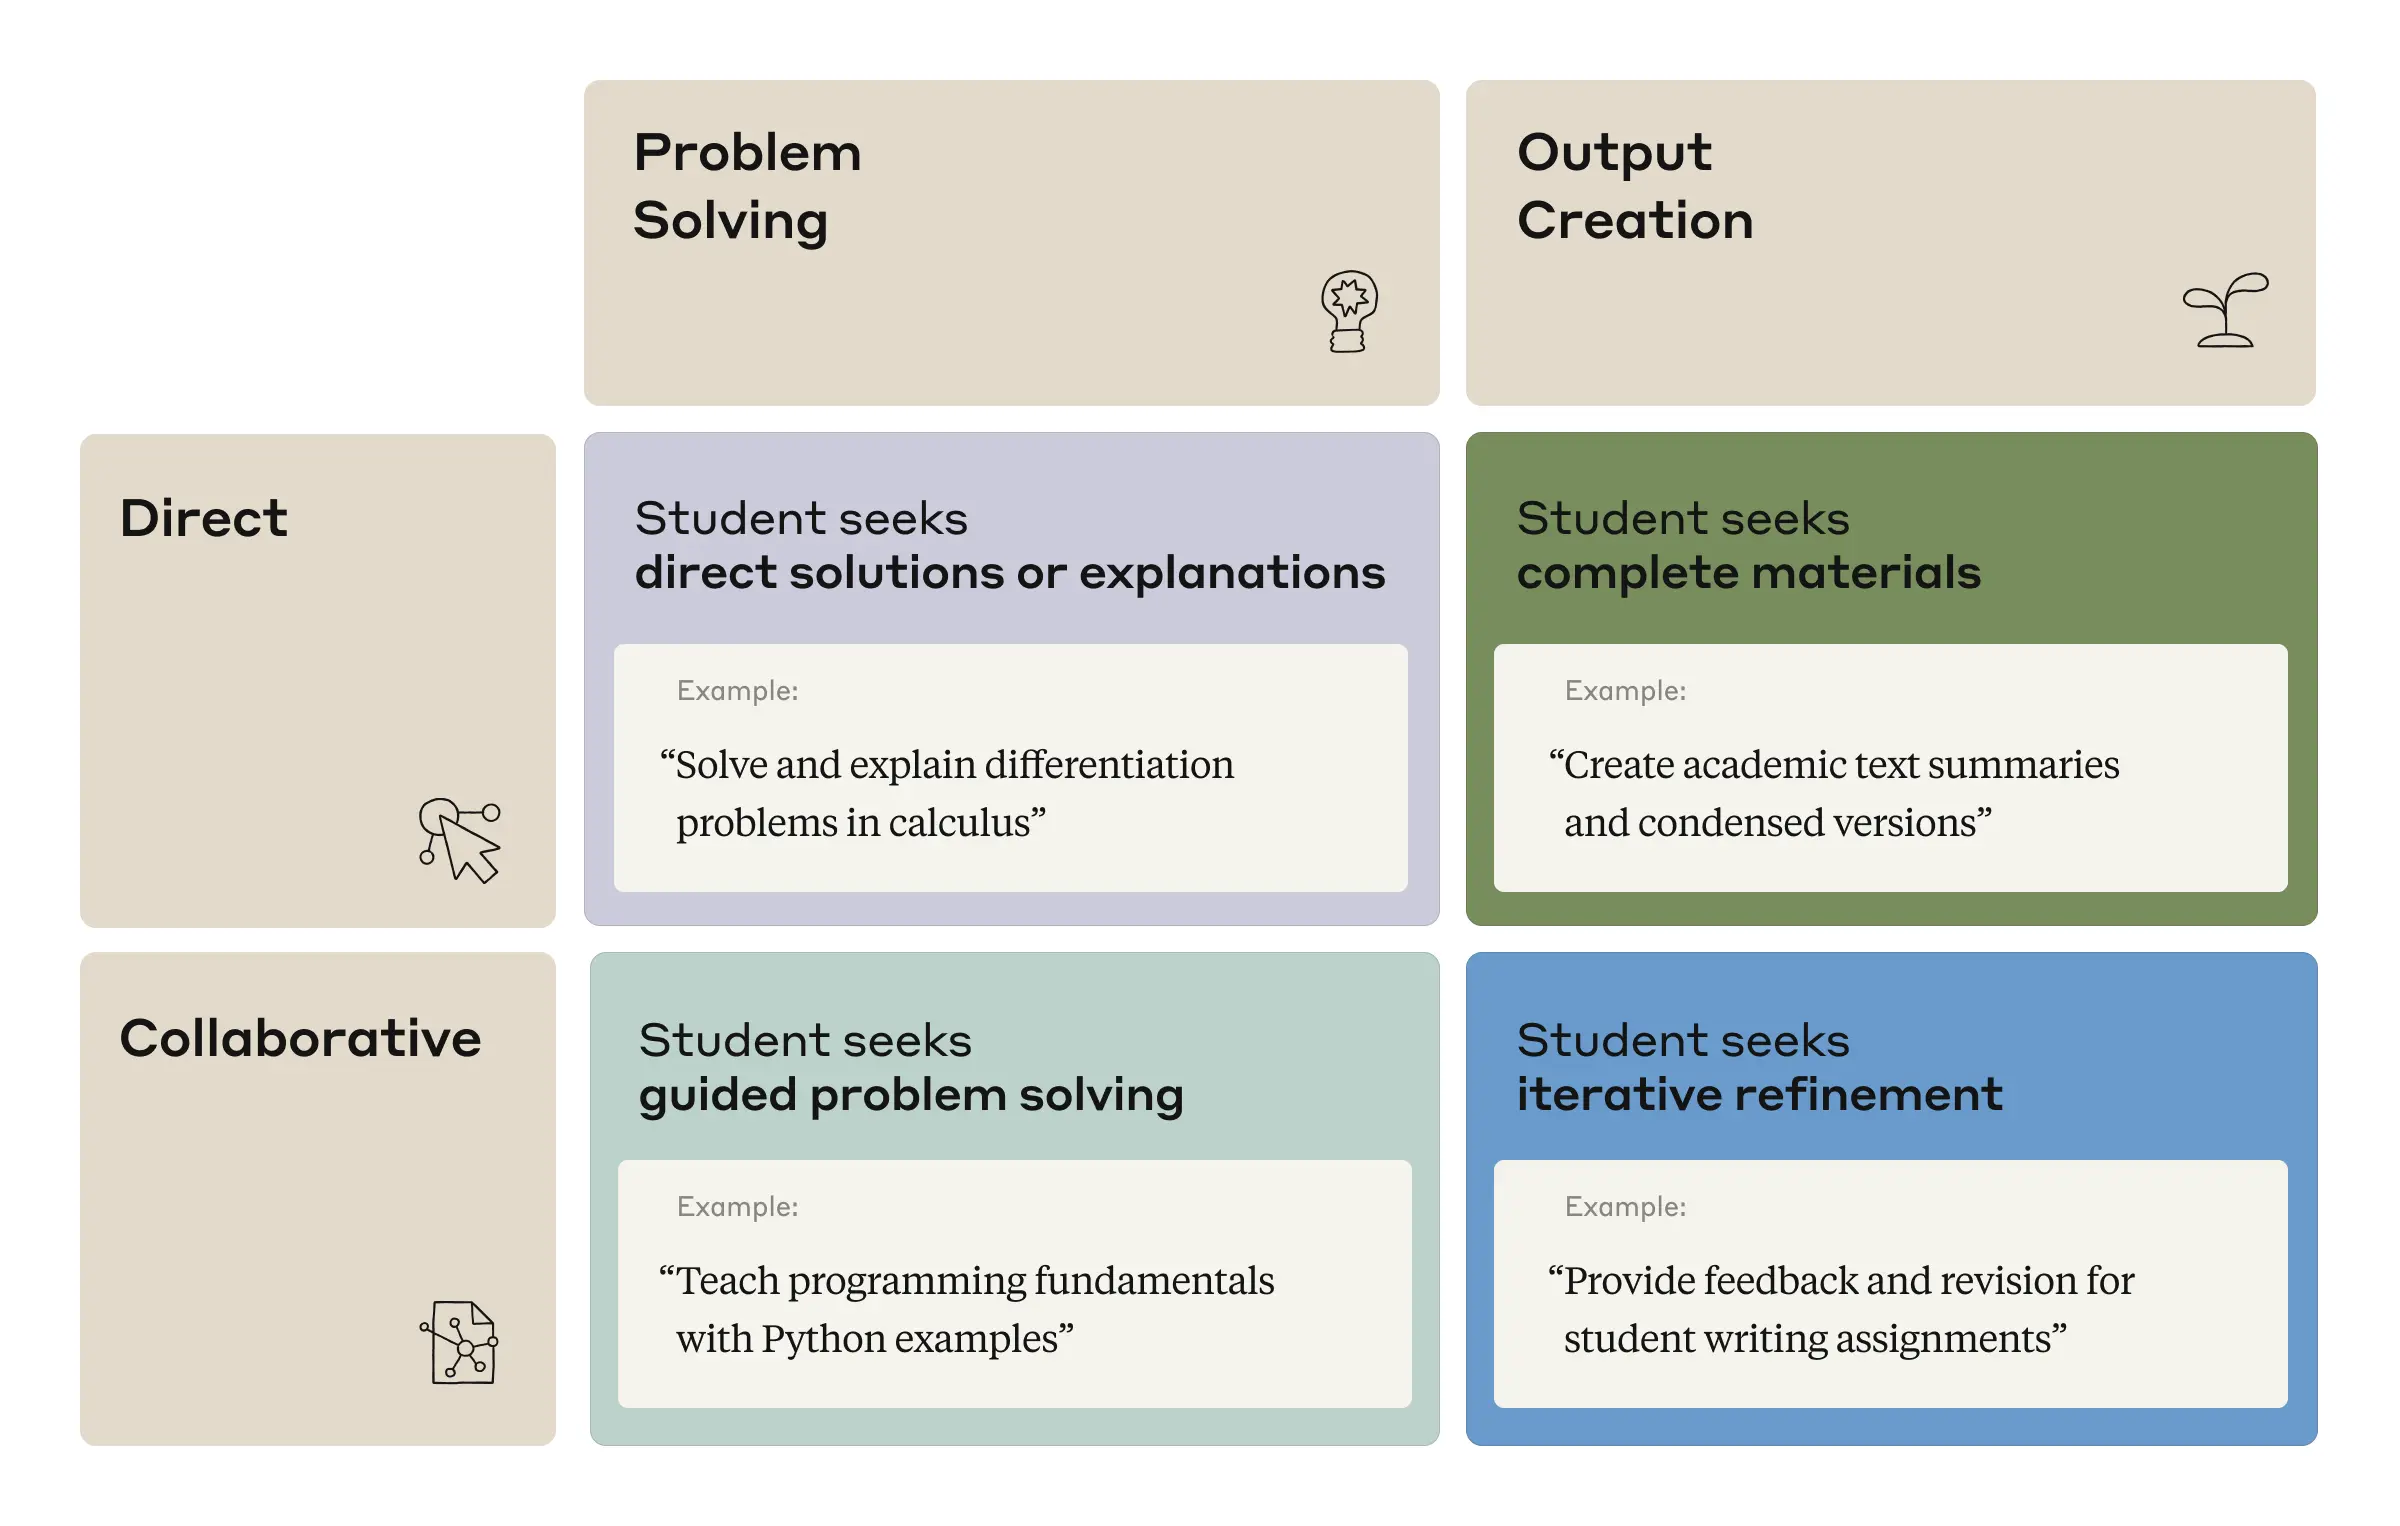 Problem
Solving
Output
Creation
Direct
Student seeks
direct solutions or explanations
Example:
“Solve and explain differentiation
problems in calculus”
Student seeks
complete materials
Example:
“Create academic text summaries
and condensed versions”
Collaborative
Student seeks
guided problem solving
Example:
“Teach programming fundamentals
with Python examples”
Student seeks
iterative refinement
Example:
“Provide feedback and revision for
student writing assignments”